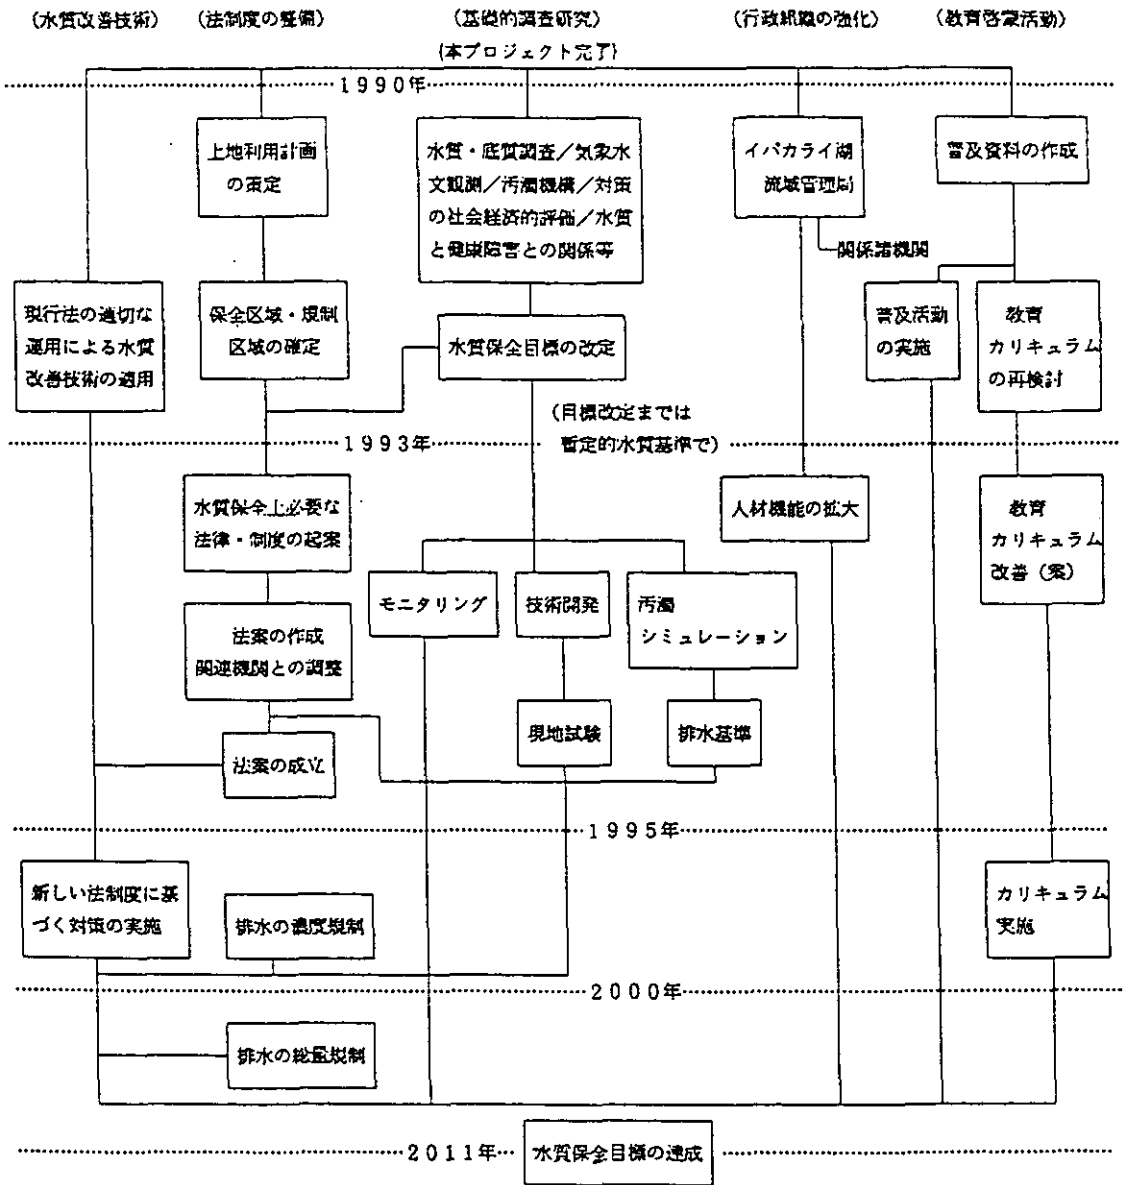 (水質改善技術) (法制度の整備) (基礎的調査研究) (行政組織の強化) (教育啓蒙活動)
(本プロジェクト完了)
1990年
上地利用計画
の策定
水質・底質調査／気象水
文観測／汚濁機構／対策
の社会経済的評価／水質
と健康障害との関係等
イパカライ湖
流域管理局
普及資料の作成
関係諸機関
現行法の適切な
運用による水質
改善技術の適用
保全区域・規制
区域の確定
水質保全目標の改定
普及活動
の実施
教育
カリキュラム
の再検討
(目標改定までは
暫定的水質基準で)
1993年
水質保全上必要な
法律・制度の起案
人材機能の拡大
教育
カリキュラム
改善（案）
モニタリング
技術開発
汚濁
シミュレーション
法案の作成
関連機関との調整
現地試験
排水基準
法案の成立
1995年
新しい法制度に基
づく対策の実施
排水の濃度規制
カリキュラム
実施
2000年
排水の総量規制
2011年
水質保全目標の達成